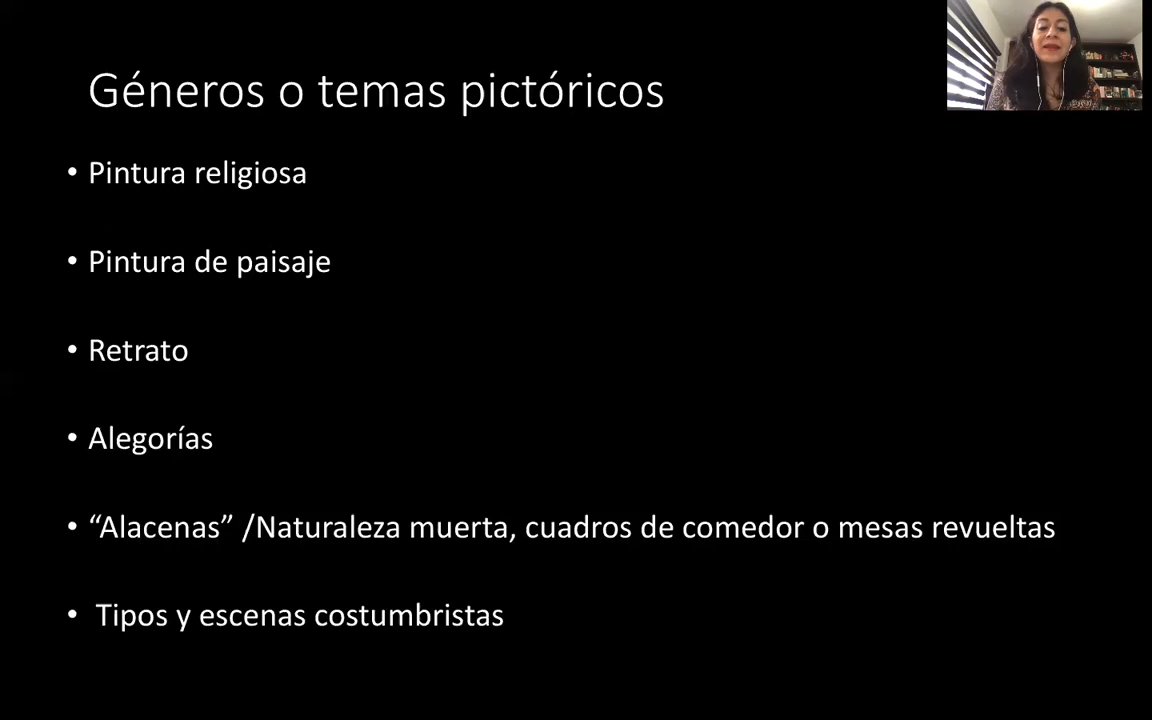 Géneros o temas pictóricos
• Pintura religiosa
• Pintura de paisaje
• Retrato
• Alegorías
• “Alacenas” /Naturaleza muerta, cuadros de comedor o mesas revueltas
• Tipos y escenas costumbristas